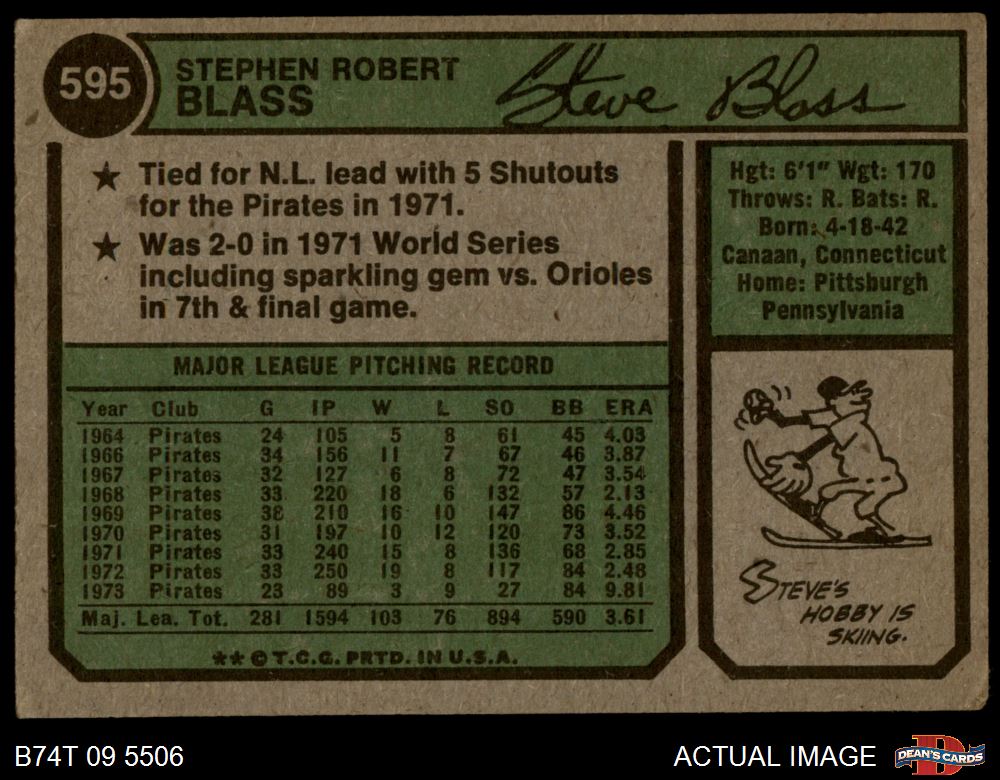 595
STEPHEN ROBERT
BLASS
Steve Blass
★ Tied for N.L. lead with 5 Shutouts
for the Pirates in 1971.
★ Was 2-0 in 1971 World Series
including sparkling gem vs. Orioles
in 7th & final game.
Hgt: 6'1" Wgt: 170
Throws: R. Bats: R.
Born: 4-18-42
Canaan, Connecticut
Home: Pittsburgh
Pennsylvania
MAJOR LEAGUE PITCHING RECORD
Year Club G IP W L SO BB ERA
1964 Pirates 24 105 5 8 61 45 4.03
1966 Pirates 34 156 11 7 67 46 3.87
1967 Pirates 32 127 6 8 72 47 3.54
1968 Pirates 33 220 18 6 132 57 2.13
1969 Pirates 38 210 16 10 147 86 4.46
1970 Pirates 31 197 10 12 120 73 3.52
1971 Pirates 33 240 15 8 136 68 2.85
1972 Pirates 33 250 19 8 117 84 2.48
1973 Pirates 23 89 3 9 27 84 9.81
Maj. Lea. Tot. 281 1594 103 76 894 590 3.61
**©T.C.G. PRTD. IN U.S.A.
STEVE'S
HOBBY IS
SKIING.
B74T 09 5506
ACTUAL IMAGE
DEAN'S CARDS